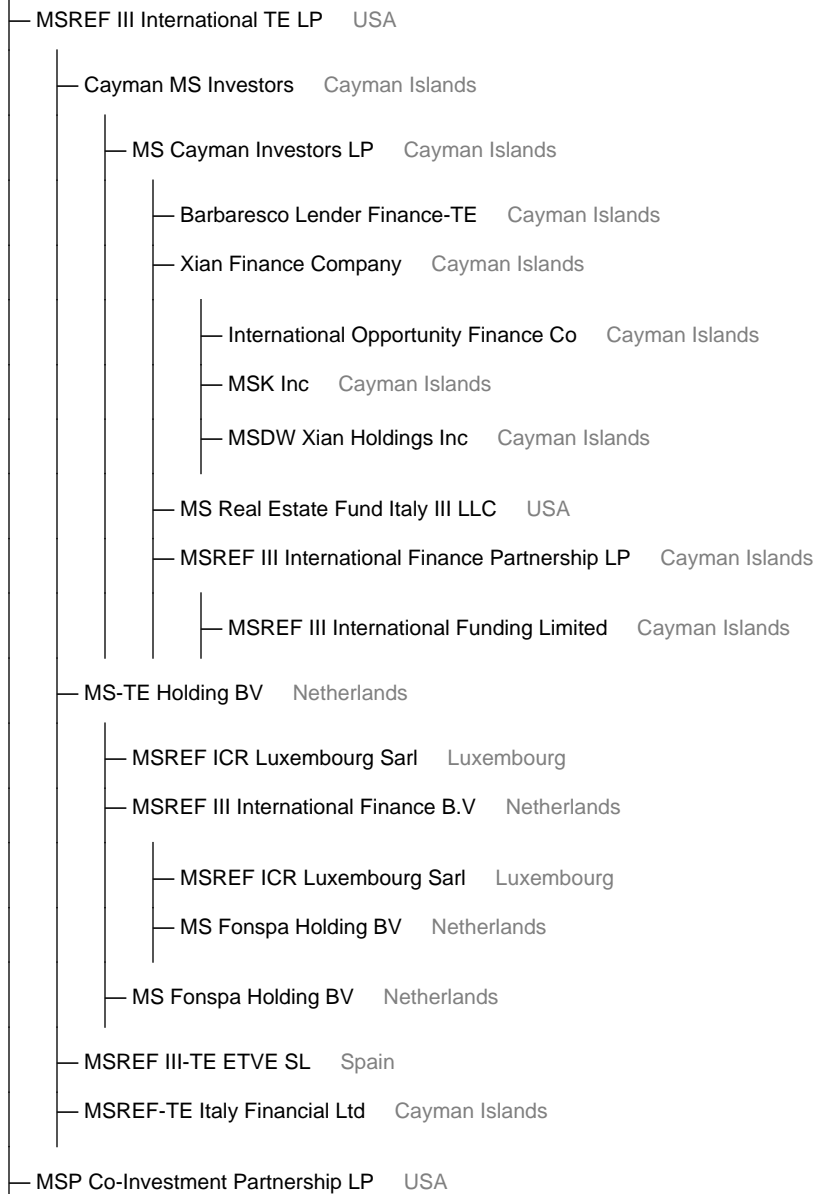 MSREF III International TE LP USA
Cayman MS Investors Cayman Islands
MS Cayman Investors LP Cayman Islands
Barbaresco Lender Finance-TE Cayman Islands
Xian Finance Company Cayman Islands
International Opportunity Finance Co Cayman Islands
MSK Inc Cayman Islands
MSDW Xian Holdings Inc Cayman Islands
MS Real Estate Fund Italy III LLC USA
MSREF III International Finance Partnership LP Cayman Islands
MSREF III International Funding Limited Cayman Islands
MS-TE Holding BV Netherlands
MSREF ICR Luxembourg Sarl Luxembourg
MSREF III International Finance B.V Netherlands
MSREF ICR Luxembourg Sarl Luxembourg
MS Fonspa Holding BV Netherlands
MS Fonspa Holding BV Netherlands
MSREF III-TE ETVE SL Spain
MSREF-TE Italy Financial Ltd Cayman Islands
MSP Co-Investment Partnership LP USA